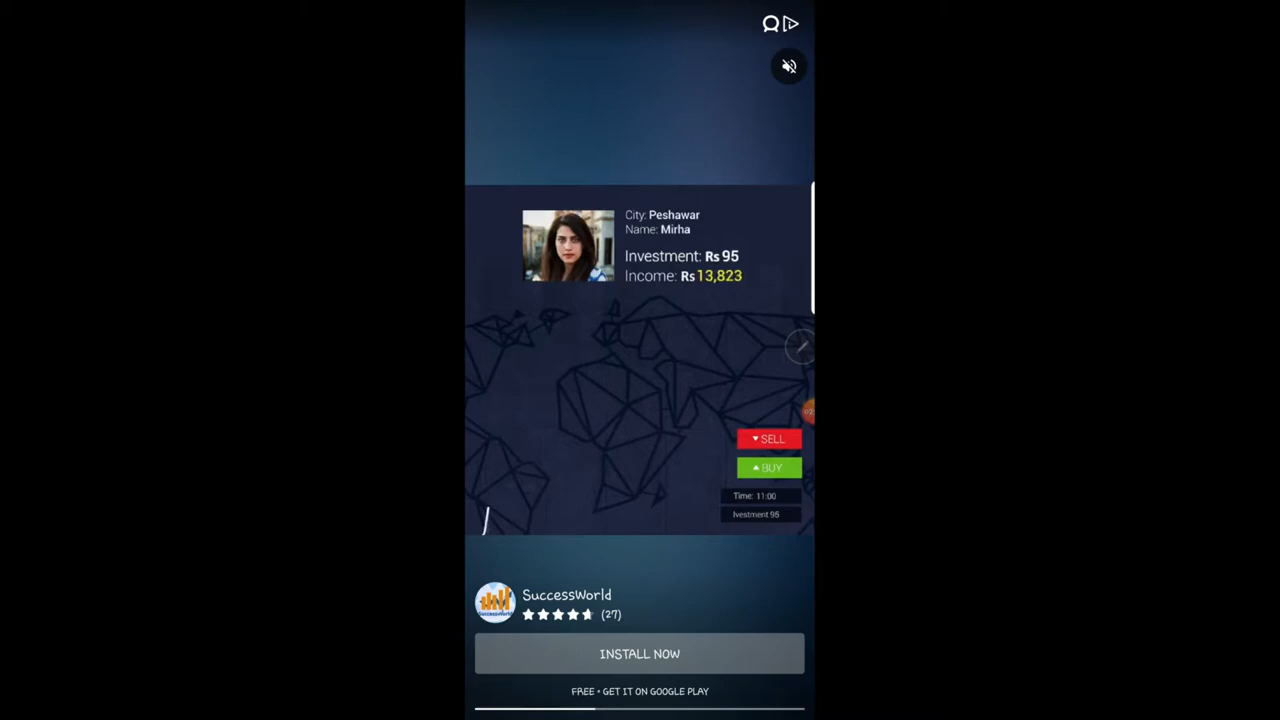 City: Peshawar
Name: Mirha
Investment: Rs 95
Income: Rs 13,823
SELL
BUY
Time: 11:00
Ivestment 95
SuccessWorld
(27)
INSTALL NOW
FREE • GET IT ON GOOGLE PLAY